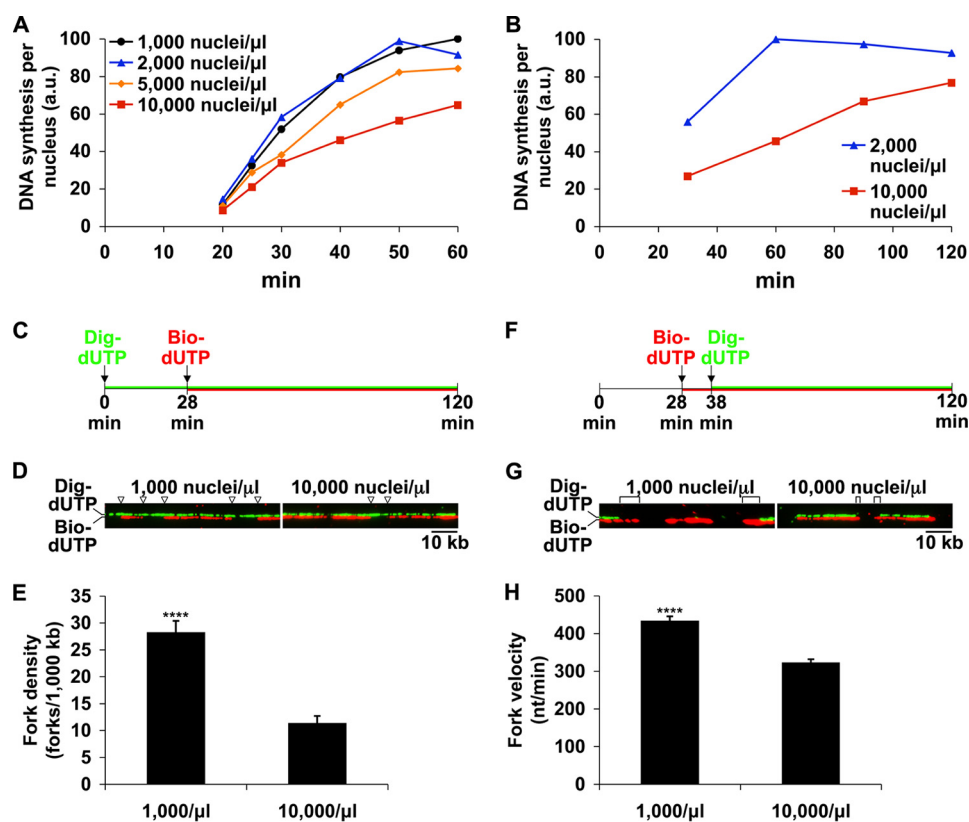 A
DNA synthesis per
nucleus (a.u.)
100
80
60
40
20
0
1,000 nuclei/µl
2,000 nuclei/µl
5,000 nuclei/µl
10,000 nuclei/µl
0 10 20 30 40 50 60
min
B
DNA synthesis per
nucleus (a.u.)
100
80
60
40
20
0
2,000
nuclei/µl
10,000
nuclei/µl
0 20 40 60 80 100 120
min
C
Dig-
dUTP
Bio-
dUTP
0
min
28
min
120
min
F
Bio-
dUTP
Dig-
dUTP
0
min
28
min
38
min
120
min
D
Dig-
dUTP
Bio-
dUTP
1,000 nuclei/µl
10,000 nuclei/µl
10 kb
G
Dig-
dUTP
Bio-
dUTP
1,000 nuclei/µl
10,000 nuclei/µl
10 kb
E
Fork density
(forks/1,000 kb)
35
30
25
20
15
10
5
0
****
1,000/µl 10,000/µl
H
Fork velocity
(nt/min)
500
400
300
200
100
0
****
1,000/µl 10,000/µl